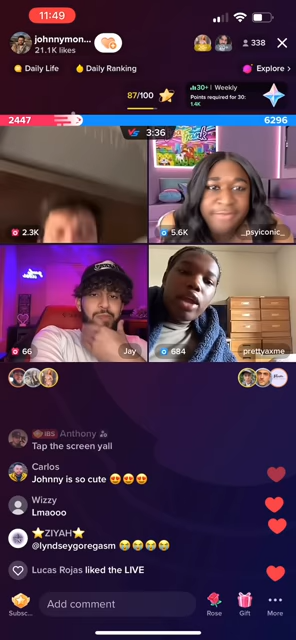 11:49
johnnymon...
21.1K likes
338
Daily Life
Daily Ranking
Explore >
87/100
30+ | Weekly
Points required for 30:
1.4K
2447
6296
3:36
2.3K
5.6K
_psyiconic_
66
Jay
684
prettyaxme
IBS Anthony
Tap the screen yall
Carlos
Johnny is so cute 😍😍😍
Wizzy
Lmaooo
⭐ZIYAH⭐
@lyndseygoregasm 😭😭😭😭
Lucas Rojas liked the LIVE
Subsc...
Add comment
Rose
Gift
More